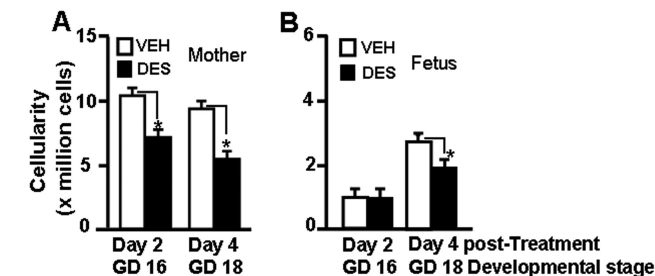 A
B
15
10
5
0
Cellularity
(x million cells)
VEH
DES
Mother
*
*
Day 2
GD 16
Day 4
GD 18
6
4
2
0
VEH
DES
Fetus
*
Day 2
GD 16
Day 4 post-Treatment
GD 18 Developmental stage